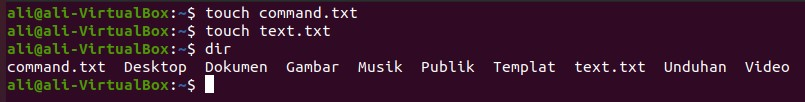 ali@ali-VirtualBox:~$ touch command.txt
ali@ali-VirtualBox:~$ touch text.txt
ali@ali-VirtualBox:~$ dir
command.txt  Desktop  Dokumen  Gambar  Musik  Publik  Templat  text.txt  Unduhan  Video
ali@ali-VirtualBox:~$